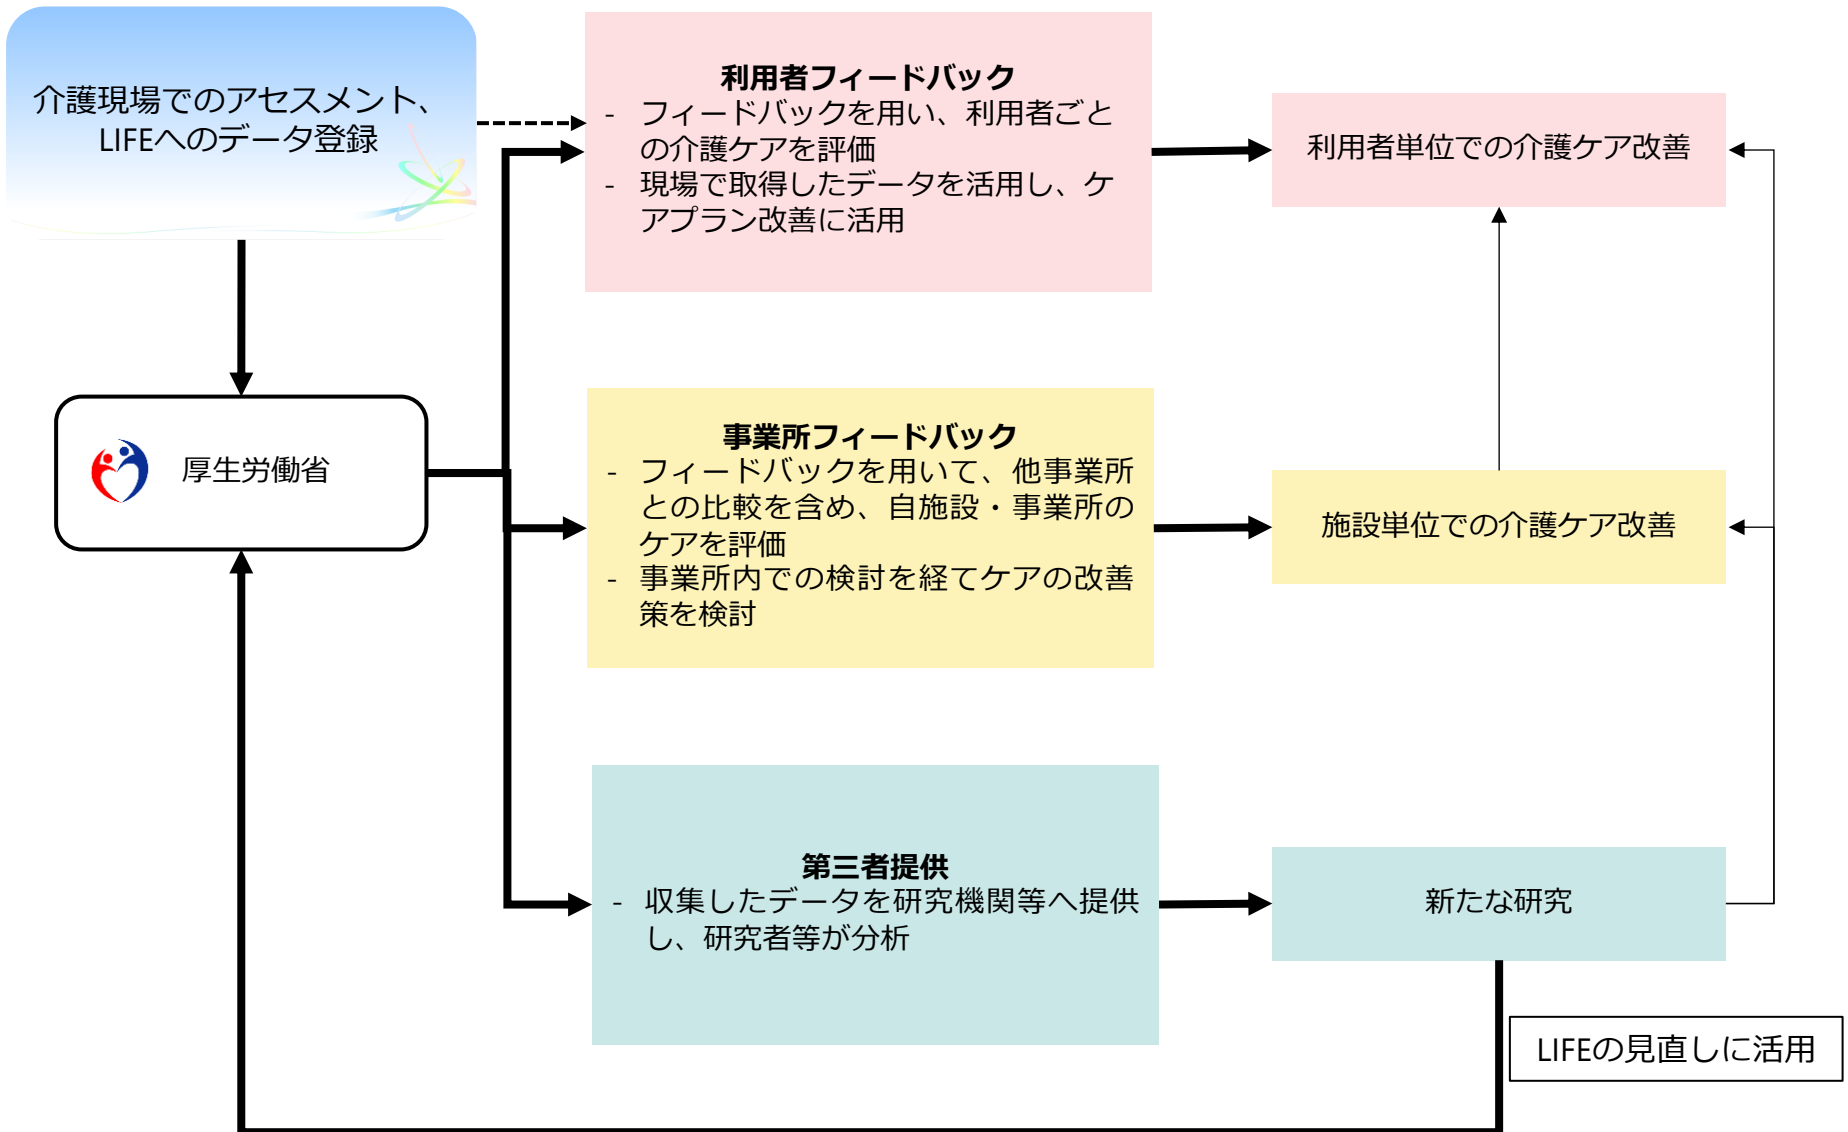 介護現場でのアセスメント、
LIFEへのデータ登録
厚生労働省
利用者フィードバック
- フィードバックを用い、利用者ごと
の介護ケアを評価
- 現場で取得したデータを活用し、ケ
アプラン改善に活用
利用者単位での介護ケア改善
事業所フィードバック
- フィードバックを用いて、他事業所
との比較を含め、自施設・事業所の
ケアを評価
- 事業所内での検討を経てケアの改善
策を検討
施設単位での介護ケア改善
第三者提供
- 収集したデータを研究機関等へ提供
し、研究者等が分析
新たな研究
LIFEの見直しに活用